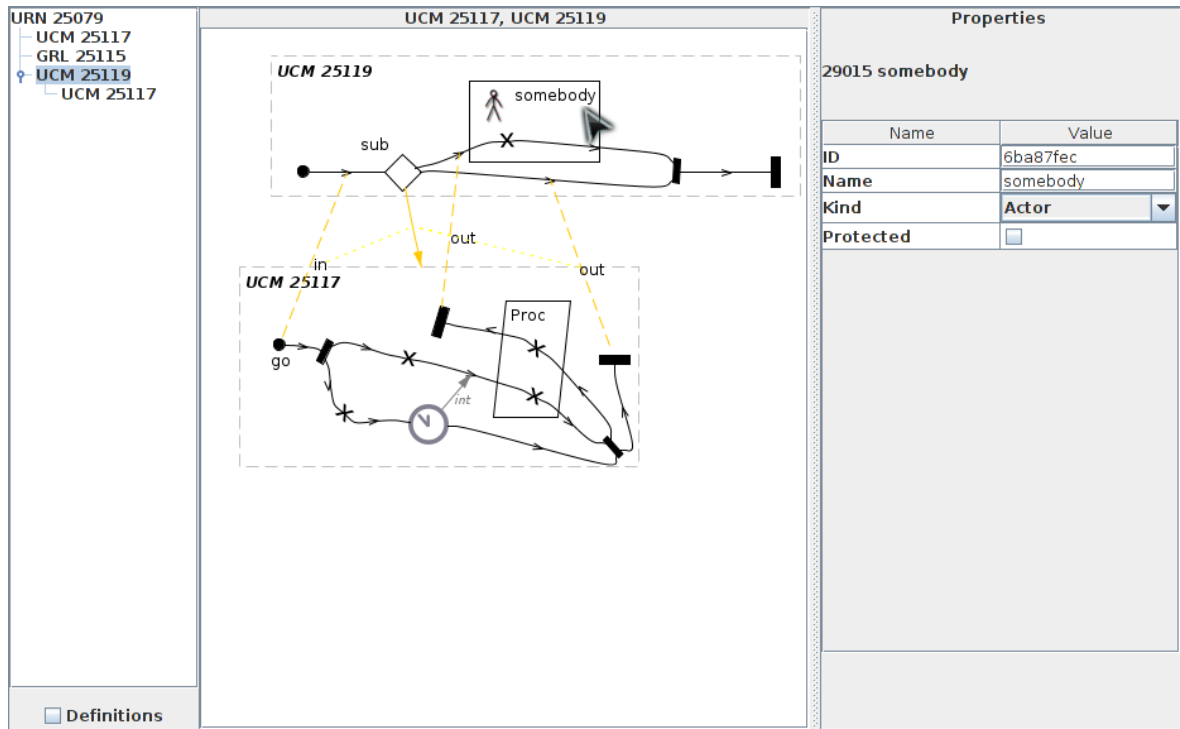 URN 25079
UCM 25117
GRL 25115
UCM 25119
UCM 25117
Definitions
UCM 25117, UCM 25119
UCM 25119
somebody
sub
out
in
out
UCM 25117
Proc
go
int
Properties
29015 somebody
Name Value
ID 6ba87fec
Name somebody
Kind Actor
Protected